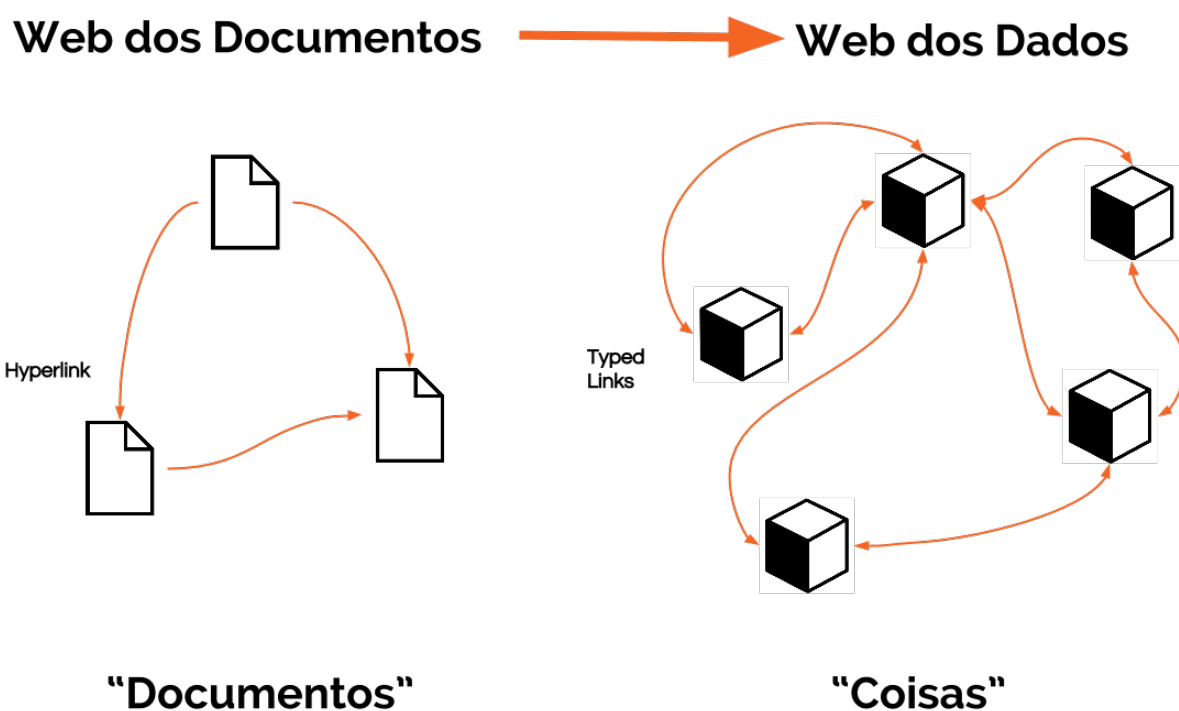 Web dos Documentos
Web dos Dados
Hyperlink
Typed
Links
“Documentos”
“Coisas”